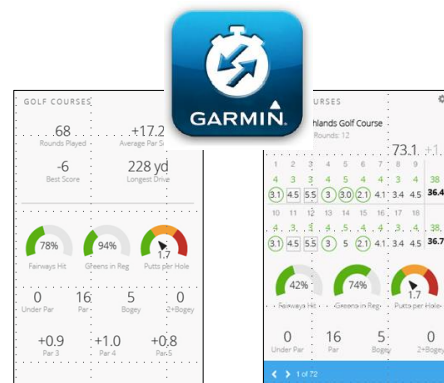 GARMIN
GOLF COURSES
68
+17.2
Rounds Played
Average Par
-6
228 yd
Best Score
Longest Drive
78%
94%
1.7
Fairways Hit
Greens in Reg
Putts per Hole
0
16
5
0
Under Par
Par
Bogey
2+Bogey
+0.9
+1.0
+0.8
Par 3
Par 4
Par 5
URSES
hlands Golf Course
Rounds: 12
73.1 +1.
1 2 3 4 5 6 7 8 9
4 3 5 4 5 4 4 3 4 38
3.1 4.5 5.5 3 3.0 2.1 4.1 3.4 4.5 36.4
10 11 12 13 14 15 16 17 18
4 3 5 4 5 4 4 3 4 38
3.1 4.5 5.5 3 5 2.1 4.1 3.4 4.5 36.7
42%
74%
1.7
Fairways Hit
Greens in Reg
Putts per Hole
0
16
5
0
Under Par
Par
Bogey
2+Bogey
1 of 72